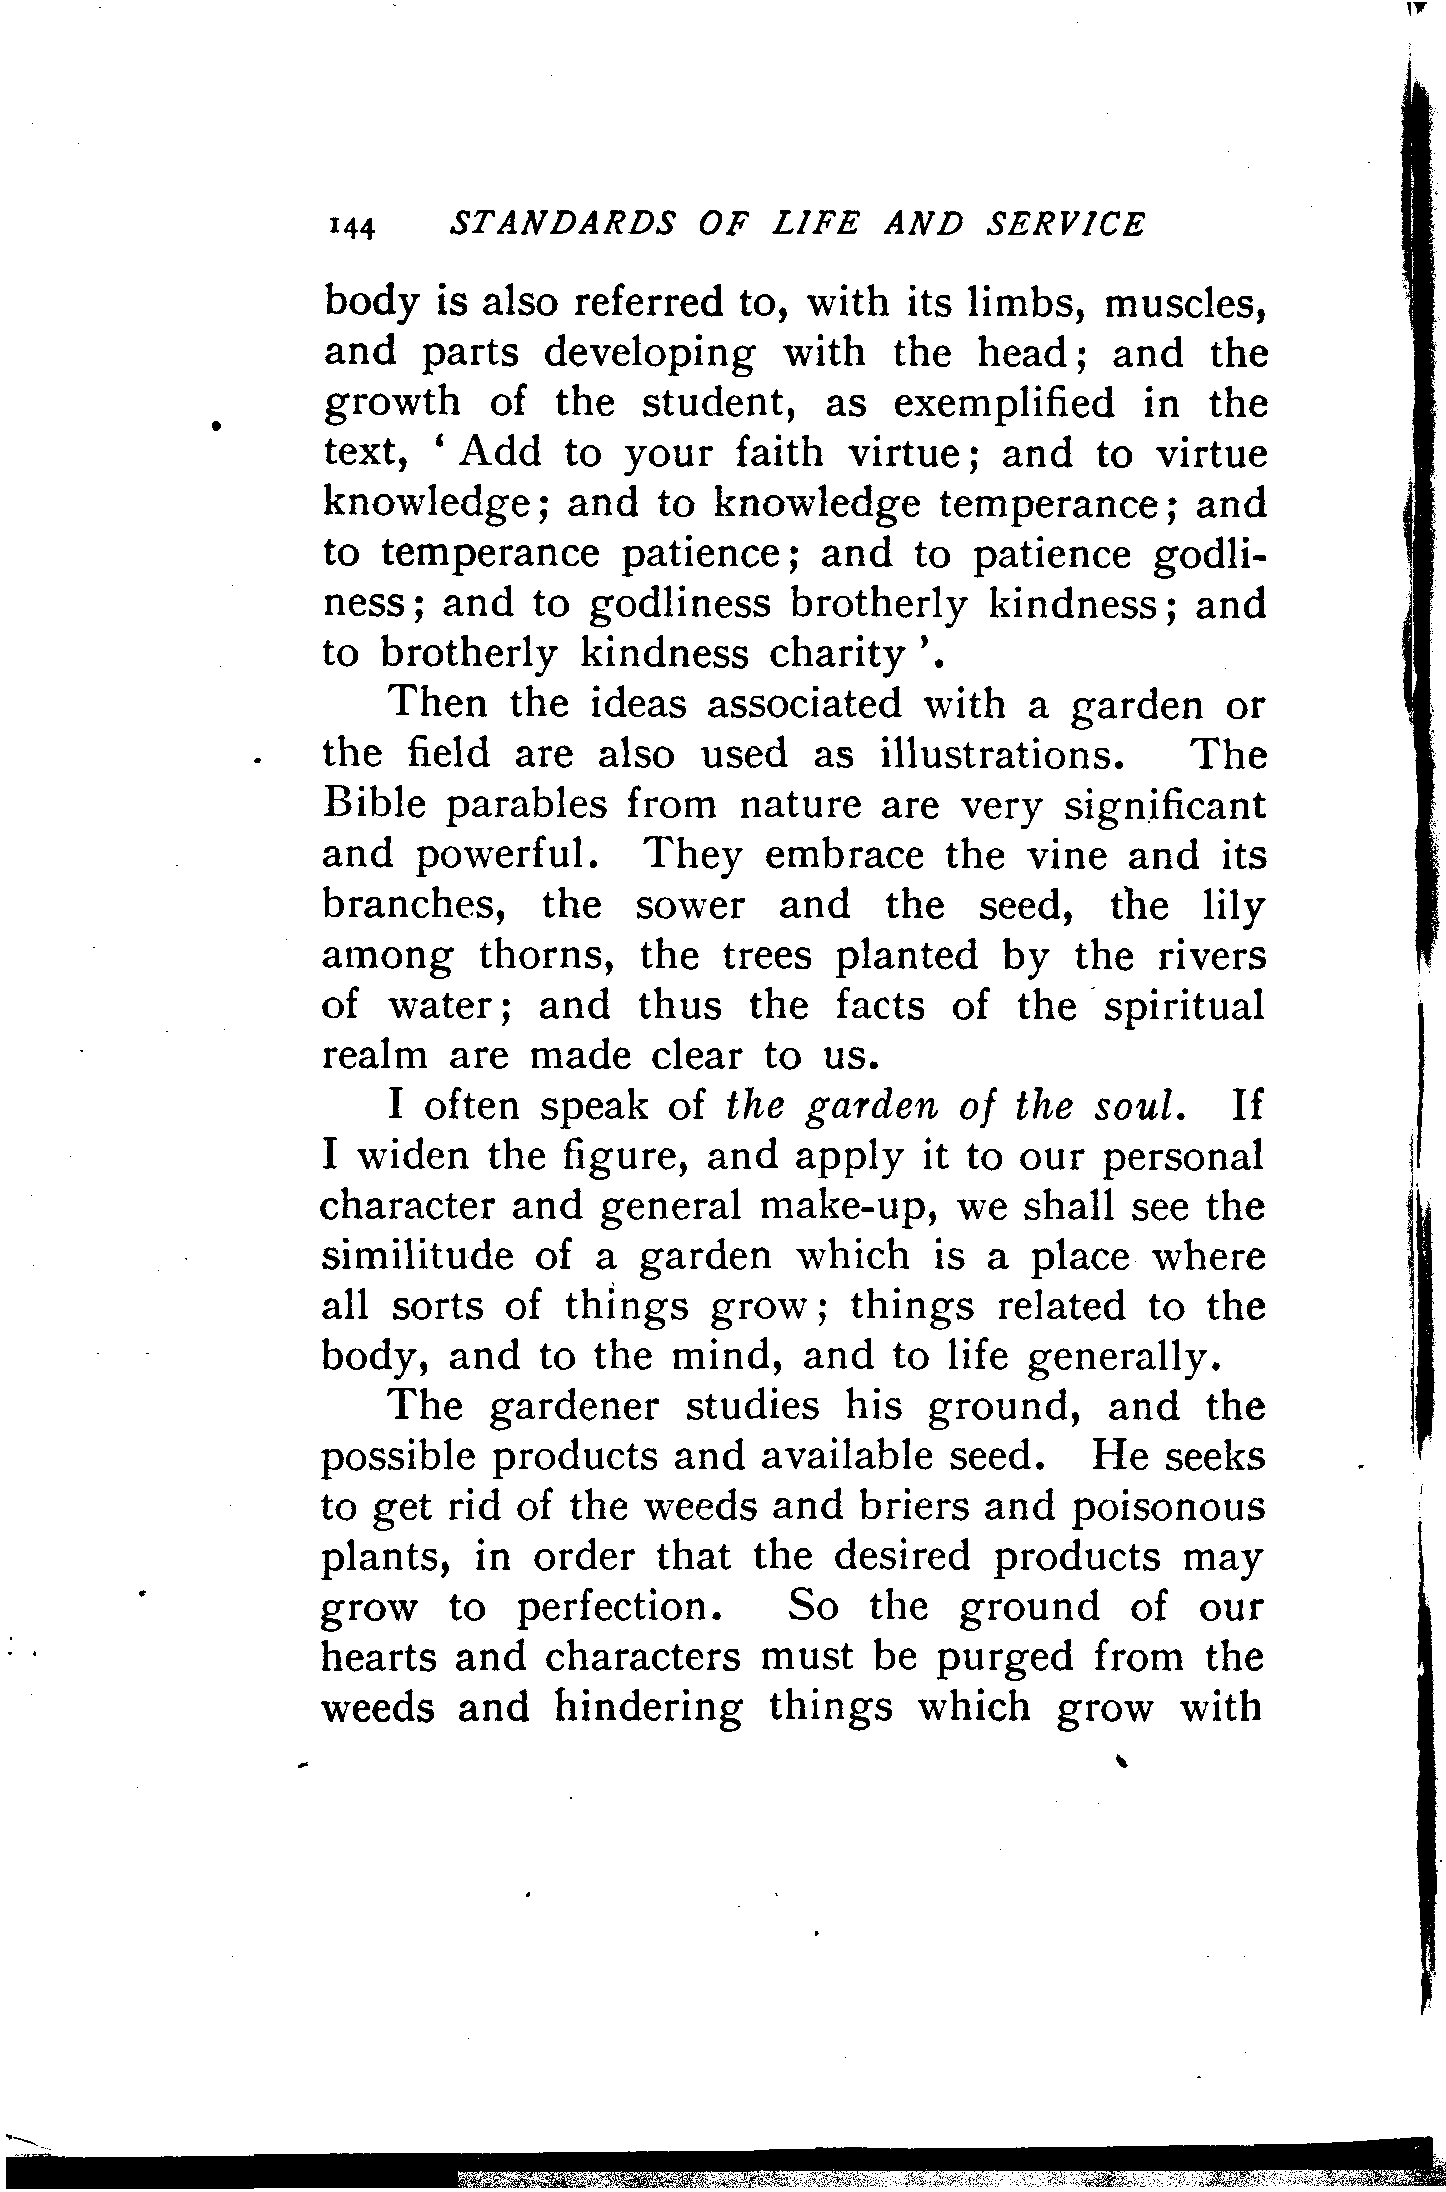 144 STANDARDS OF LIFE AND SERVICE
body is also referred to, with its limbs, muscles,
and parts developing with the head; and the
growth of the student, as exemplified in the
text, ‘ Add to your faith virtue; and to virtue
knowledge; and to knowledge temperance; and
to temperance patience; and to patience godli-
ness; and to godliness brotherly kindness; and
to brotherly kindness charity ’.
Then the ideas associated with a garden or
the field are also used as illustrations. The
Bible parables from nature are very significant
and powerful. They embrace the vine and its
branches, the sower and the seed, the lily
among thorns, the trees planted by the rivers
of water; and thus the facts of the spiritual
realm are made clear to us.
I often speak of the garden of the soul. If
I widen the figure, and apply it to our personal
character and general make-up, we shall see the
similitude of a garden which is a place where
all sorts of things grow; things related to the
body, and to the mind, and to life generally.
The gardener studies his ground, and the
possible products and available seed. He seeks
to get rid of the weeds and briers and poisonous
plants, in order that the desired products may
grow to perfection. So the ground of our
hearts and characters must be purged from the
weeds and hindering things which grow with